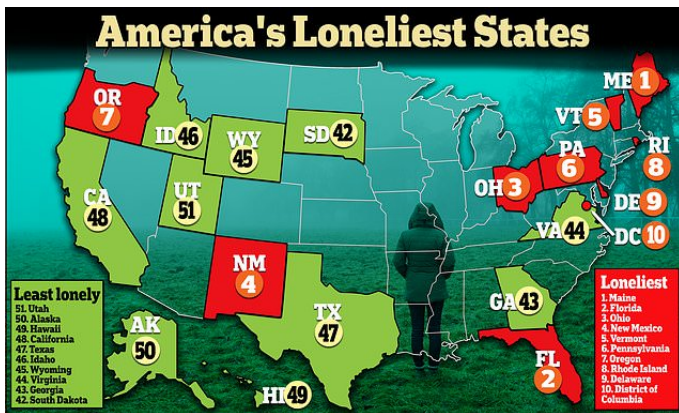 America's Loneliest States
ME 1
OR
7
VT 5
ID 46
WY
45
SD 42
PA
6
RI
8
OH 3
DE 9
CA
48
UT
51
VA 44
DC 10
NM
4
GA 43
TX
47
AK
50
HI 49
FL
2
Least lonely
51. Utah
50. Alaska
49. Hawaii
48. California
47. Texas
46. Idaho
45. Wyoming
44. Virginia
43. Georgia
42. South Dakota
Loneliest
1. Maine
2. Florida
3. Ohio
4. New Mexico
5. Vermont
6. Pennsylvania
7. Oregon
8. Rhode Island
9. Delaware
10. District of
Columbia